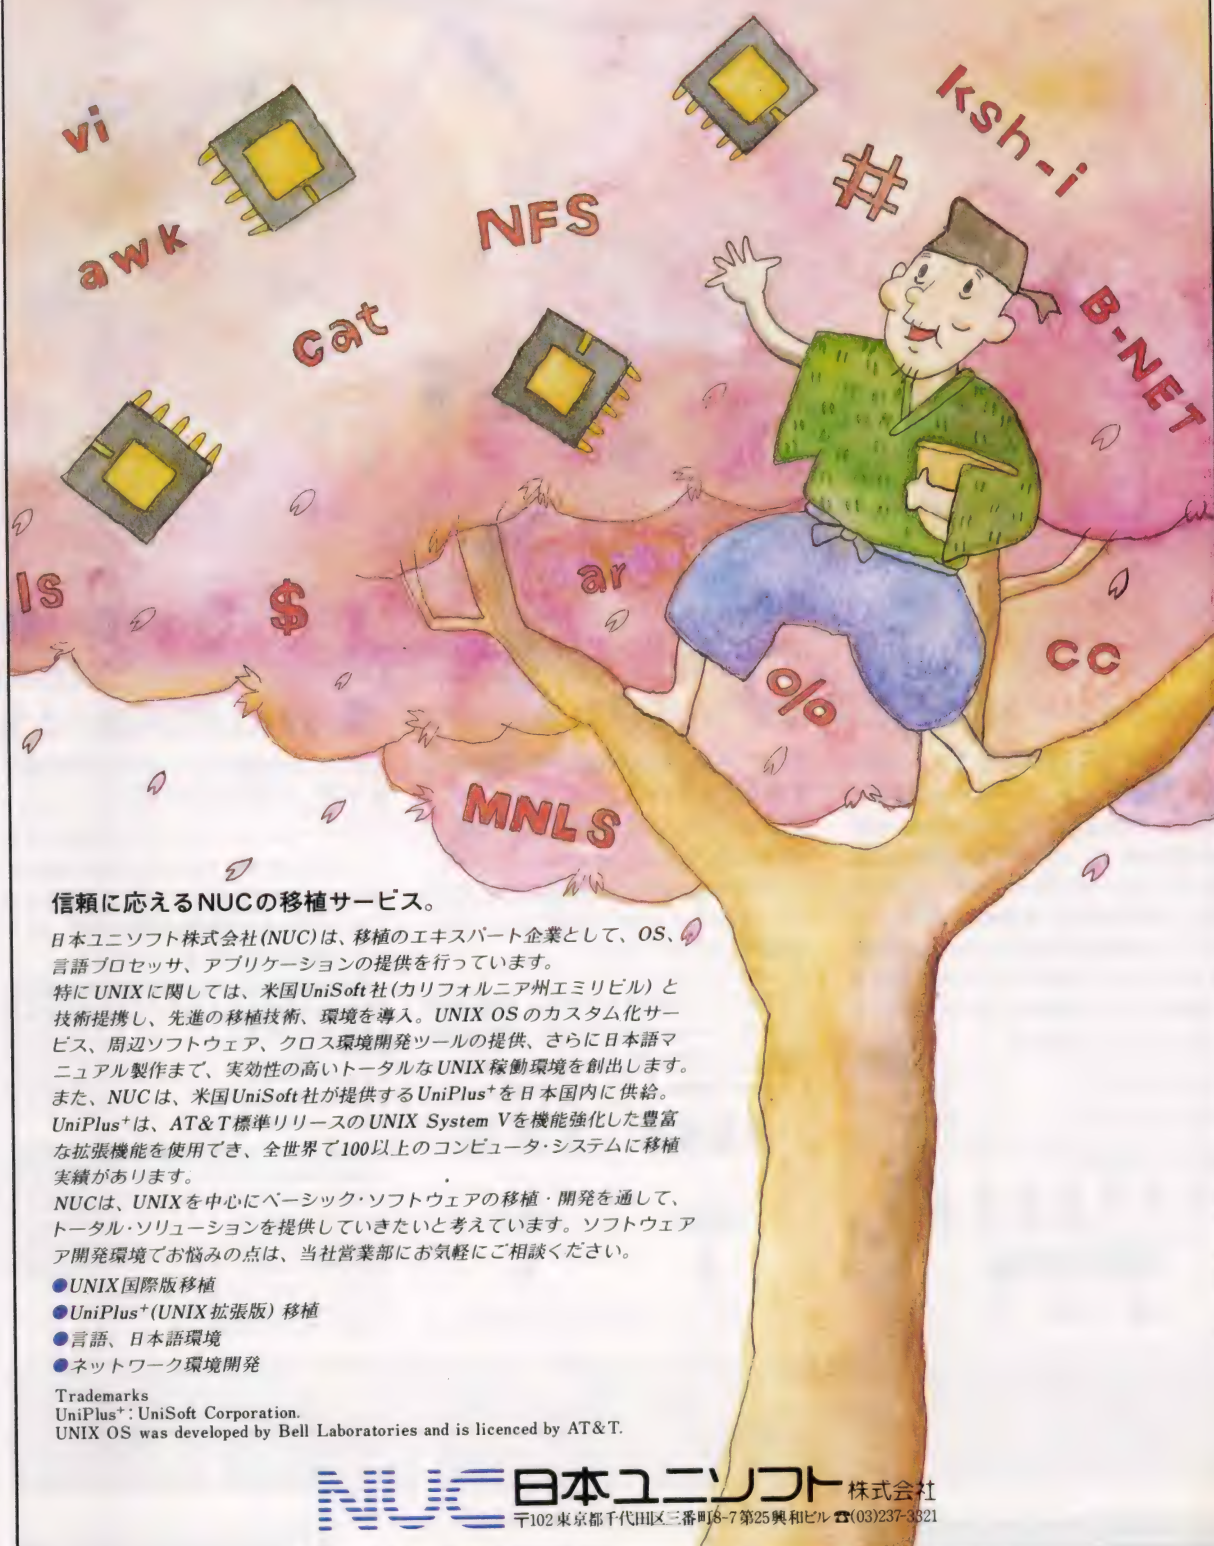 vi
ksh-i
#
NFS
awk
B-NET
cat
ls
$
ar
cc
%
MNLS
信頼に応えるNUCの移植サービス。
日本ユニソフト株式会社(NUC)は、移植のエキスパート企業として、OS、
言語プロセッサ、アプリケーションの提供を行っています。
特にUNIXに関しては、米国UniSoft社(カリフォルニア州エミリビル)と
技術提携し、先進の移植技術、環境を導入。UNIX OSのカスタム化サー
ビス、周辺ソフトウェア、クロス環境開発ツールの提供、さらに日本語マ
ニュアル製作まで、実効性の高いトータルなUNIX稼働環境を創出します。
また、NUCは、米国UniSoft社が提供するUniPlus⁺を日本国内に供給。
UniPlus⁺は、AT&T標準リリースのUNIX System Vを機能強化した豊富
な拡張機能を使用でき、全世界で100以上のコンピュータ・システムに移植
実績があります。
NUCは、UNIXを中心にベーシック・ソフトウェアの移植・開発を通して、
トータル・ソリューションを提供していきたいと考えています。ソフトウェア
ア開発環境でお悩みの点は、当社営業部にお気軽にご相談ください。
●UNIX国際版移植
●UniPlus⁺(UNIX拡張版)移植
●言語、日本語環境
●ネットワーク環境開発
Trademarks
UniPlus⁺: UniSoft Corporation.
UNIX OS was developed by Bell Laboratories and is licenced by AT&T.
NUC 日本ユニソフト株式会社
〒102 東京都千代田区三番町8-7 第25興和ビル ☎(03)237-3321